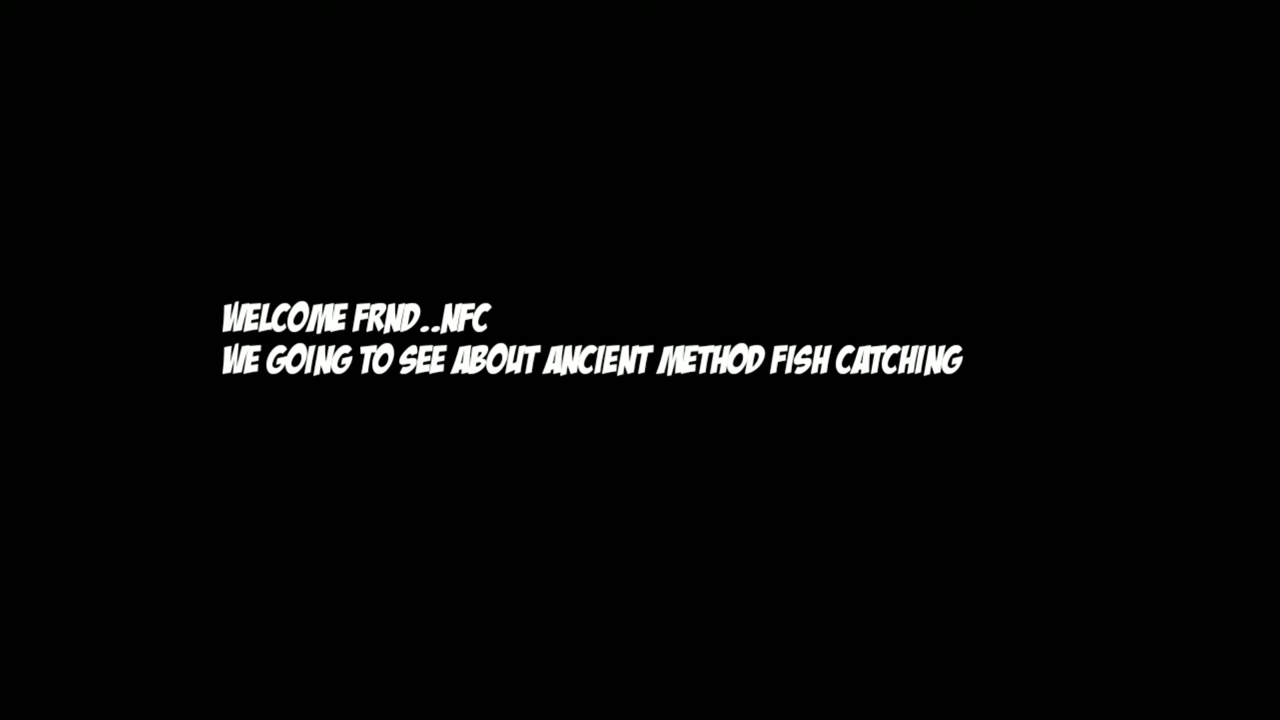 WELCOME FRND..NFC
WE GOING TO SEE ABOUT ANCIENT METHOD FISH CATCHING